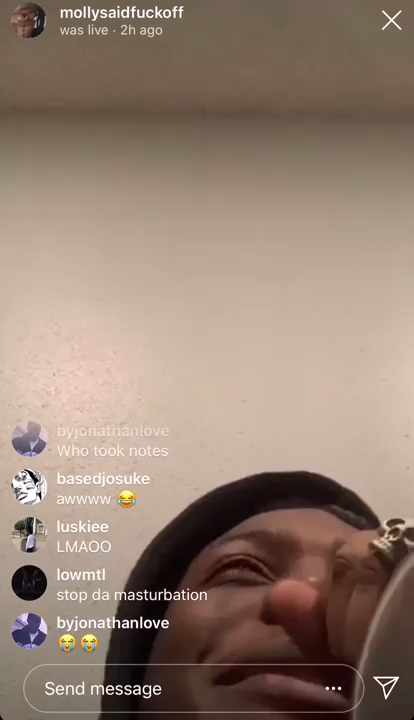 mollysaidfuckoff
was live · 2h ago
byjonathanlove
Who took notes
basedjosuke
awwww 😂
luskiee
LMAOO
lowmtl
stop da masturbation
byjonathanlove
😭😭
Send message